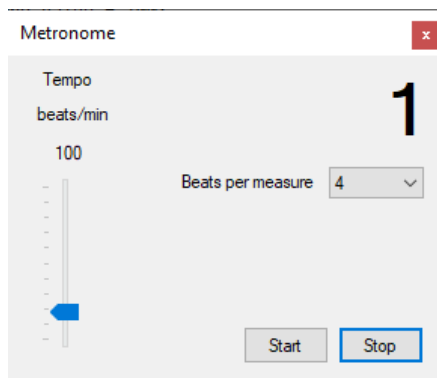 Metronome
x
Tempo
beats/min
100
1
Beats per measure 4
Start Stop